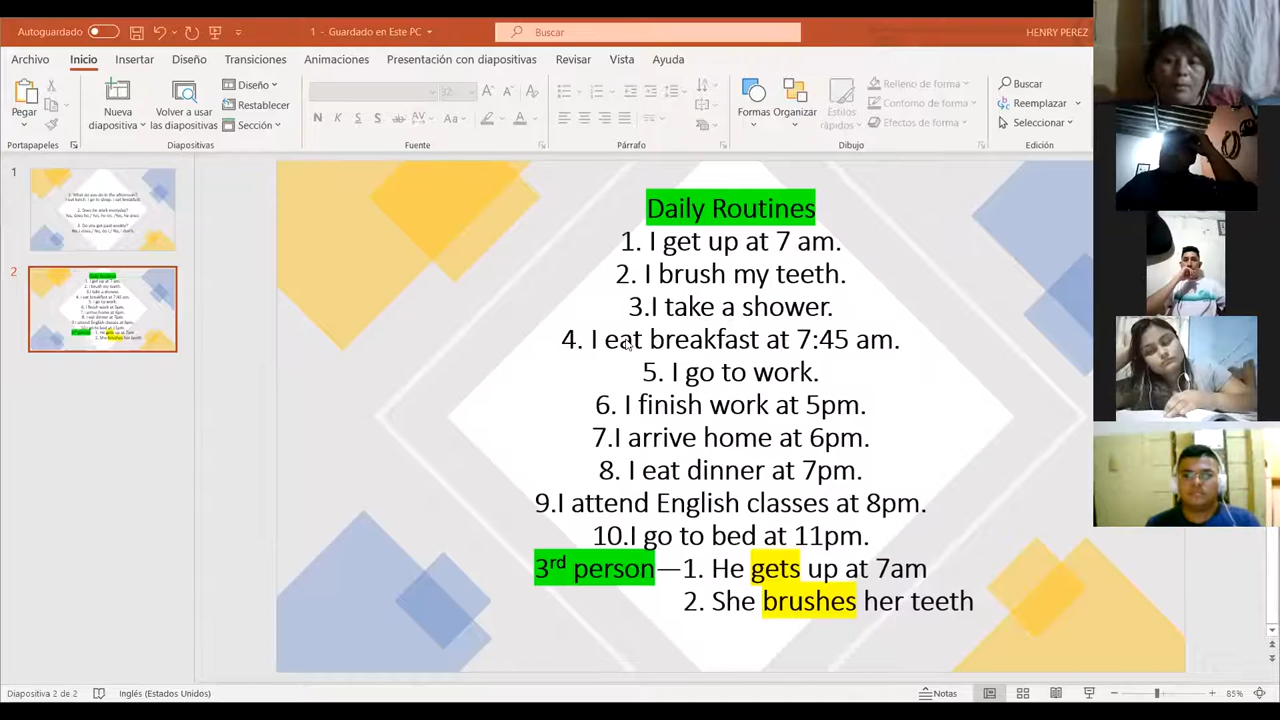 Autoguardado
1 - Guardado en Este PC
Buscar
HENRY PEREZ
Archivo Inicio Insertar Diseño Transiciones Animaciones Presentación con diapositivas Revisar Vista Ayuda
Pegar
Nueva diapositiva
Volver a usar las diapositivas
Diseño
Restablecer
Sección
32
N K S ab AV Aa A
Formas
Organizar
Estilos rápidos
Relleno de forma
Contorno de forma
Efectos de forma
Buscar
Reemplazar
Seleccionar
Portapapeles Diapositivas Fuente Párrafo Dibujo Edición
1
2
Daily Routines
1. I get up at 7 am.
2. I brush my teeth.
3.I take a shower.
4. I eat breakfast at 7:45 am.
5. I go to work.
6. I finish work at 5pm.
7.I arrive home at 6pm.
8. I eat dinner at 7pm.
9.I attend English classes at 8pm.
10.I go to bed at 11pm.
3rd person—1. He gets up at 7am
2. She brushes her teeth
Diapositiva 2 de 2
Inglés (Estados Unidos)
Notas
85%